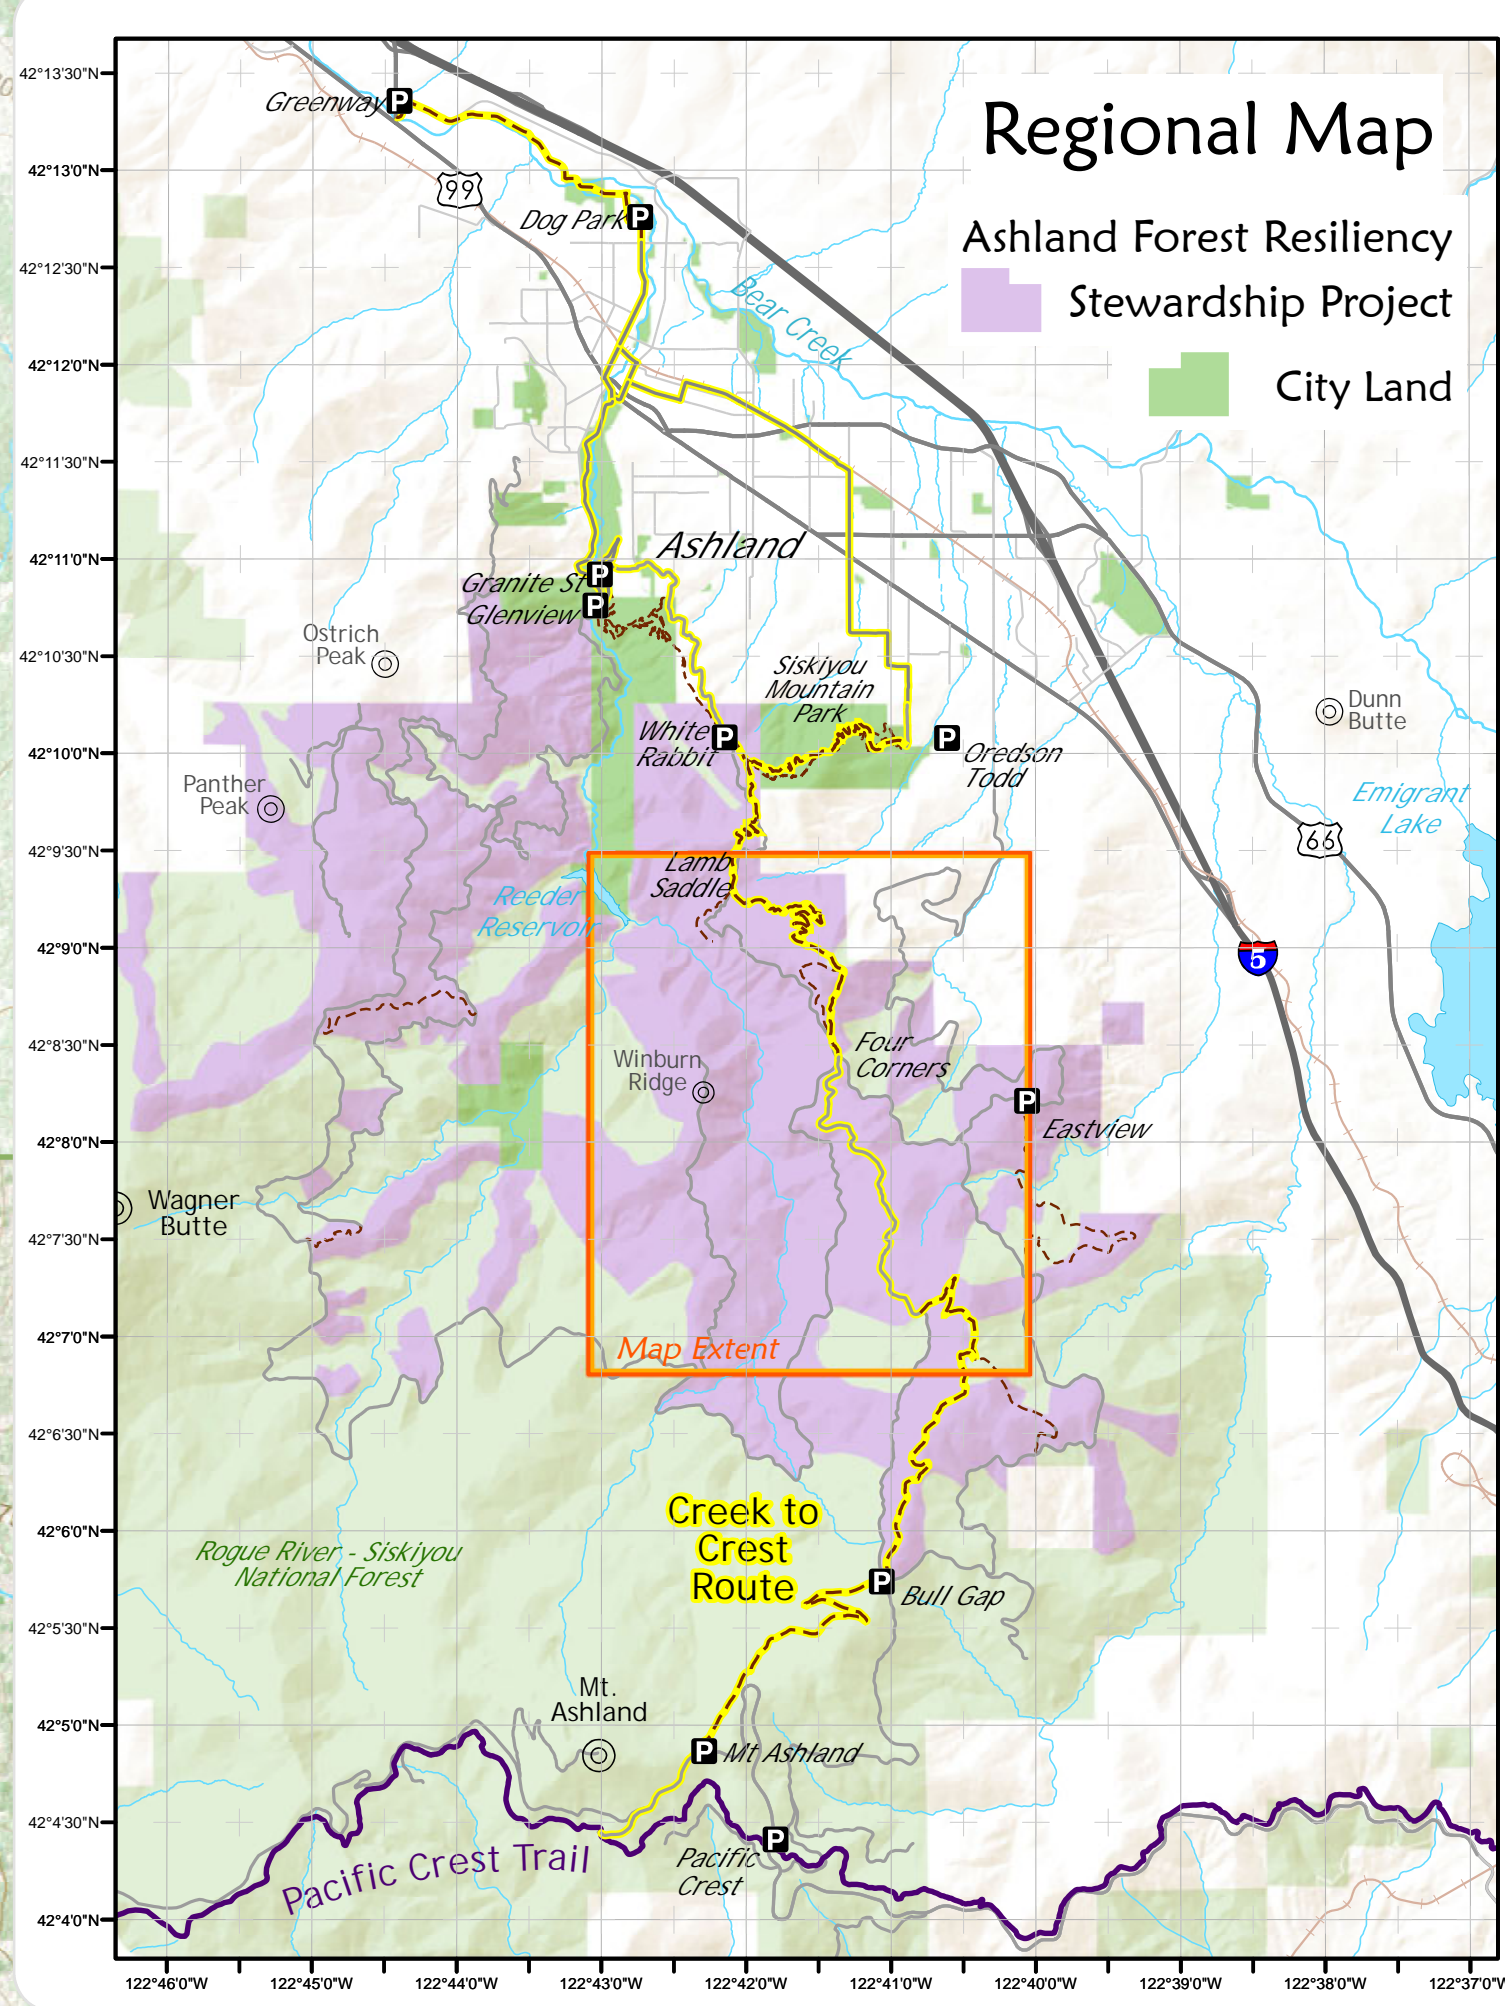 Regional Map
Ashland Forest Resiliency
Stewardship Project
City Land
42°13'30"N
42°13'0"N
42°12'30"N
42°12'0"N
42°11'30"N
42°11'0"N
42°10'30"N
42°10'0"N
42°9'30"N
42°9'0"N
42°8'30"N
42°8'0"N
42°7'30"N
42°7'0"N
42°6'30"N
42°6'0"N
42°5'30"N
42°5'0"N
42°4'30"N
42°4'0"N
Greenway
P
99
Dog Park
P
Bear Creek
Ashland
Granite St
P
Glenview
P
Ostrich
Peak
Siskiyou
Mountain
Park
Dunn
Butte
White
Rabbit
P
P
Oredson
Todd
Panther
Peak
Emigrant
Lake
66
Lamb
Saddle
Reeder
Reservoir
5
Four
Corners
Winburn
Ridge
P
Eastview
Wagner
Butte
Map Extent
Creek to
Crest
Route
Rogue River - Siskiyou
National Forest
P
Bull Gap
Mt.
Ashland
P
Mt Ashland
Pacific Crest Trail
P
Pacific
Crest
122°46'0"W
122°45'0"W
122°44'0"W
122°43'0"W
122°42'0"W
122°41'0"W
122°40'0"W
122°39'0"W
122°38'0"W
122°37'0"W